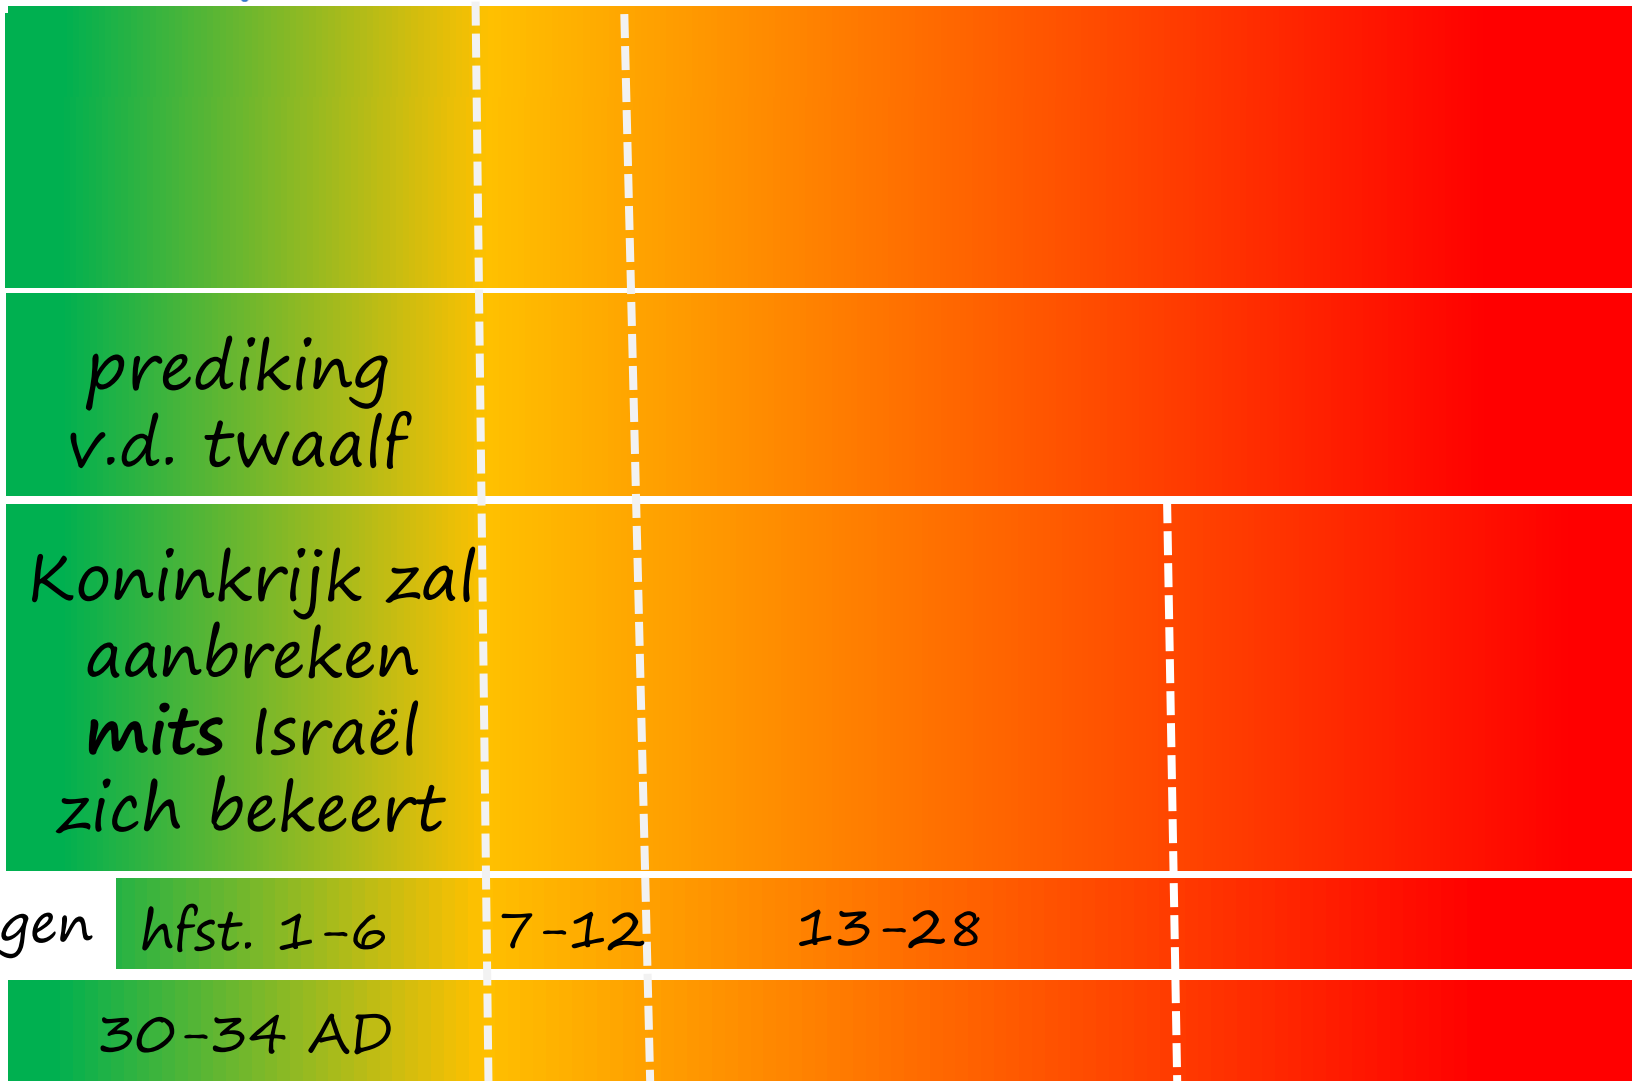 prediking
v.d. twaalf
Koninkrijk zal
aanbreken
mits Israël
zich bekeert
gen hfst. 1-6 7-12 13-28
30-34 AD